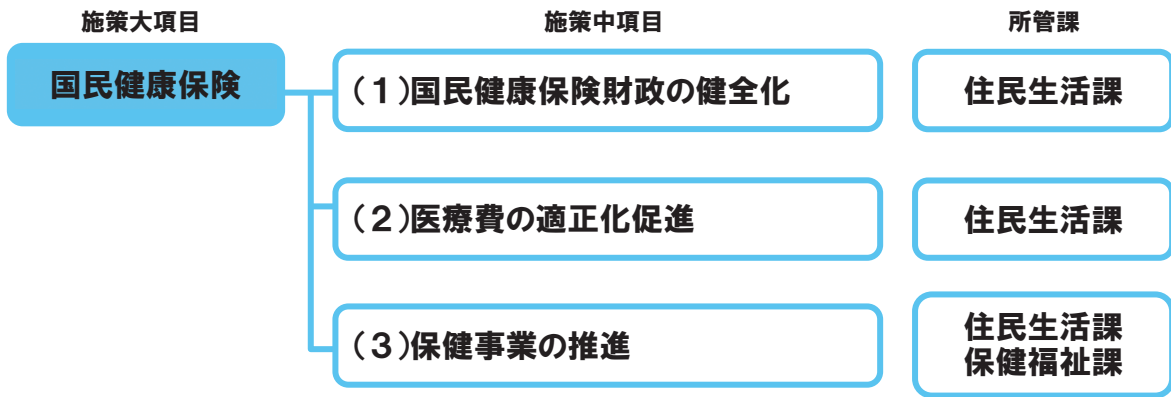 施策大項目
施策中項目
所管課
国民健康保険
（1）国民健康保険財政の健全化
住民生活課
（2）医療費の適正化促進
住民生活課
（3）保健事業の推進
住民生活課
保健福祉課